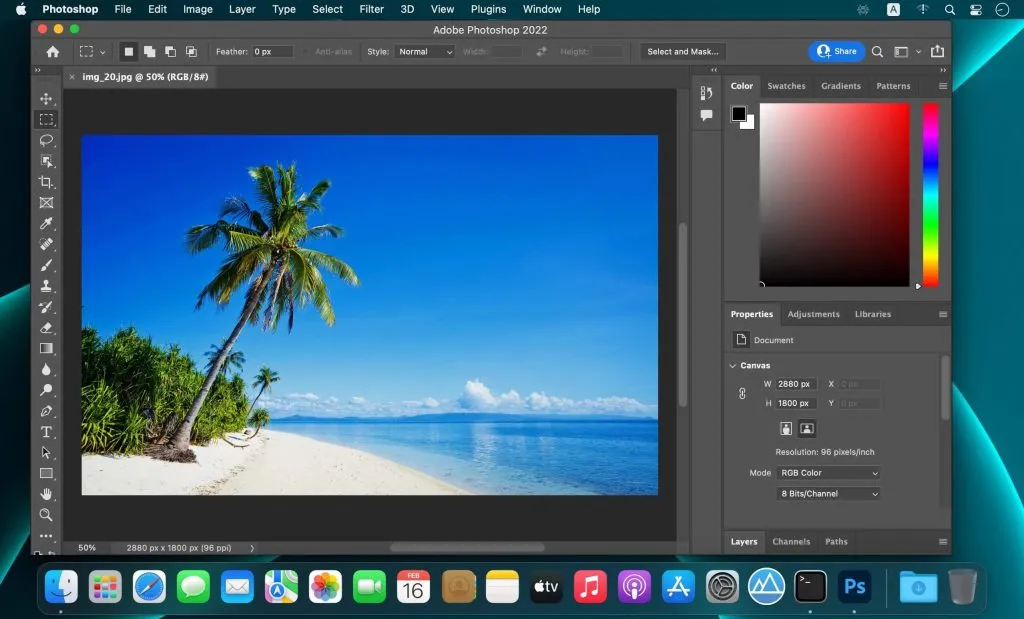 Photoshop File Edit Image Layer Type Select Filter 3D View Plugins Window Help A
Adobe Photoshop 2022
Feather: 0 px Anti-alias Style: Normal Width: Height: Select and Mask... Share
× img_20.jpg @ 50% (RGB/8#)
Color Swatches Gradients Patterns
Properties Adjustments Libraries
Document
Canvas
W 2880 px X 0 px
H 1800 px Y 0 px
Resolution: 96 pixels/inch
Mode RGB Color
8 Bits/Channel
Layers Channels Paths
50% 2880 px x 1800 px (96 ppi)
FEB
16
tv
>_
Ps